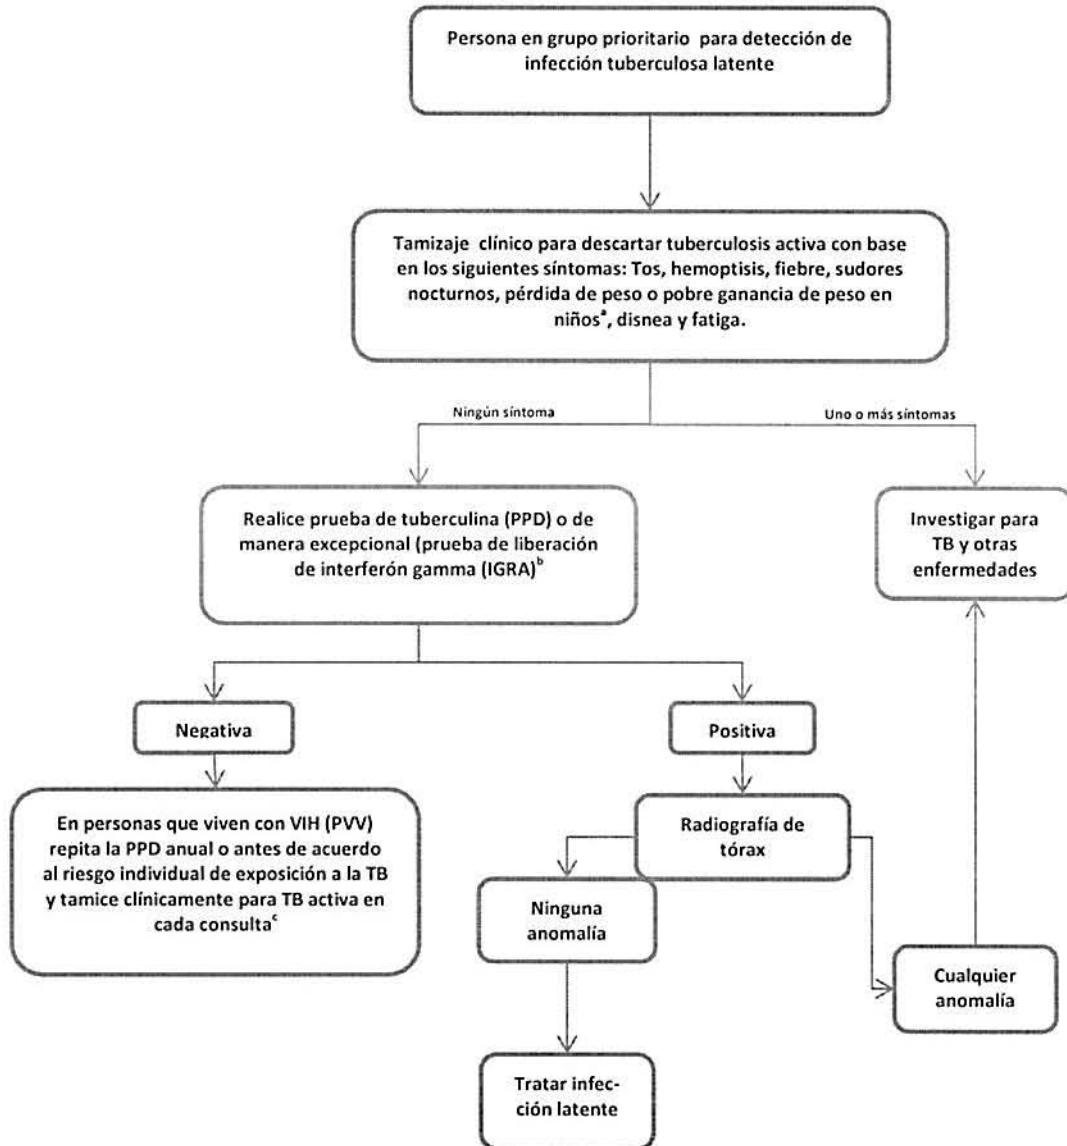 Persona en grupo prioritario para detección de
infección tuberculosa latente
Tamizaje clínico para descartar tuberculosis activa con base
en los siguientes síntomas: Tos, hemoptisis, fiebre, sudores
nocturnos, pérdida de peso o pobre ganancia de peso en
niñosª, disnea y fatiga.
Ningún síntoma
Uno o más síntomas
Realice prueba de tuberculina (PPD) o de
manera excepcional (prueba de liberación
de interferón gamma (IGRA)ᵇ
Investigar para
TB y otras
enfermedades
Negativa
Positiva
En personas que viven con VIH (PVV)
repita la PPD anual o antes de acuerdo
al riesgo individual de exposición a la TB
y tamice clínicamente para TB activa en
cada consultaᶜ
Radiografía de
tórax
Ninguna
anomalía
Cualquier
anomalía
Tratar infec-
ción latente